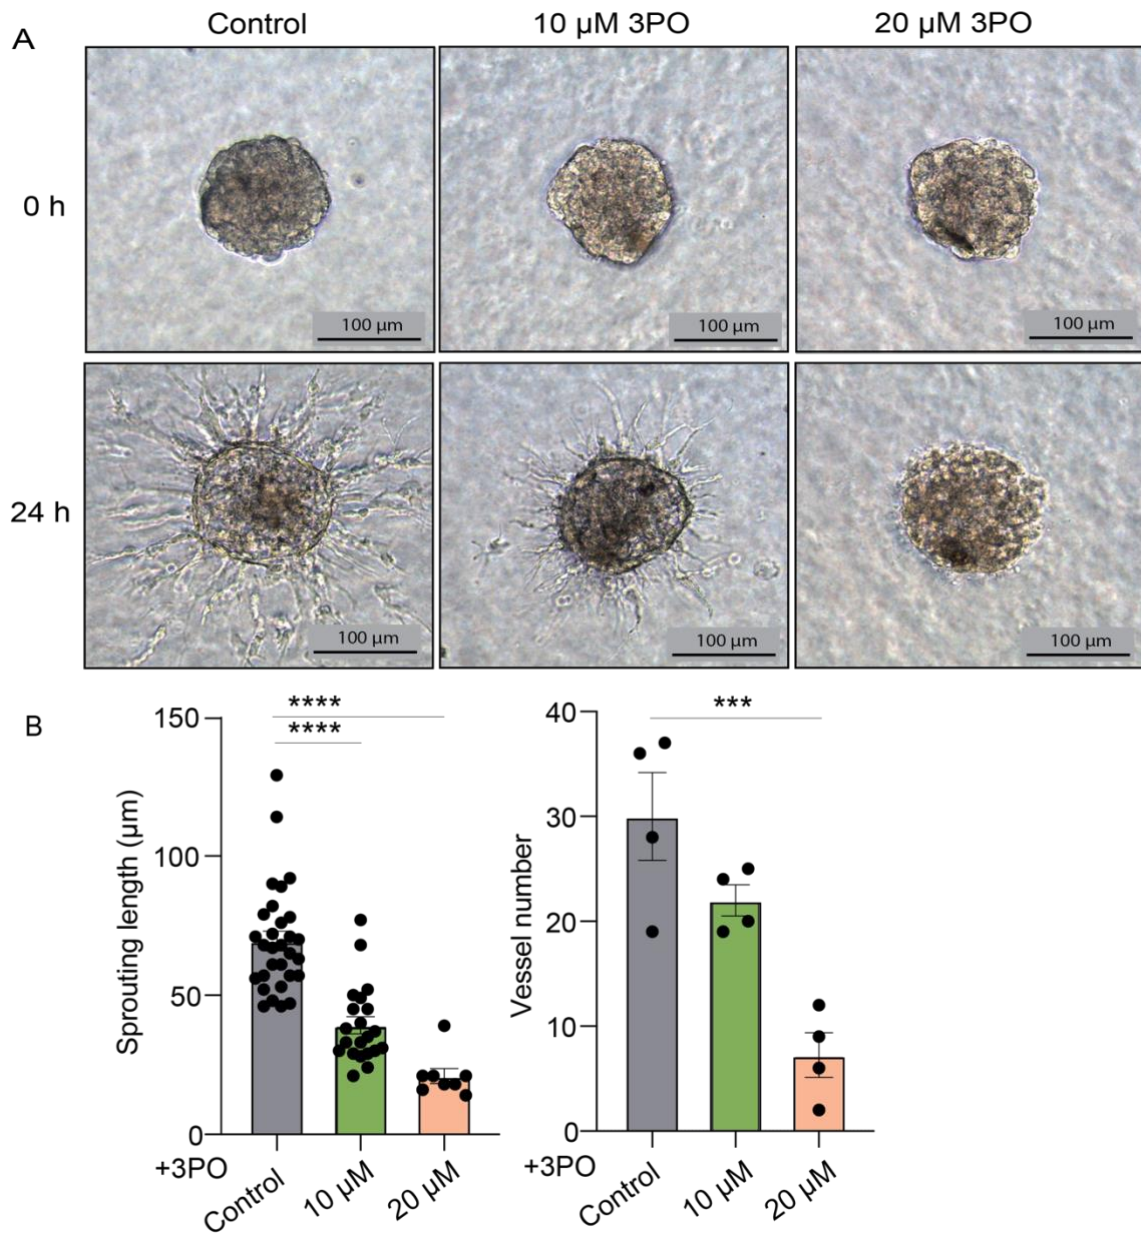 A
Control
10 µM 3PO
20 µM 3PO
0 h
100 µm
100 µm
100 µm
24 h
100 µm
100 µm
100 µm
B
****
****
150
100
50
0
Sprouting length (µm)
+3PO
Control
10 µM
20 µM
***
40
30
20
10
0
Vessel number
+3PO
Control
10 µM
20 µM